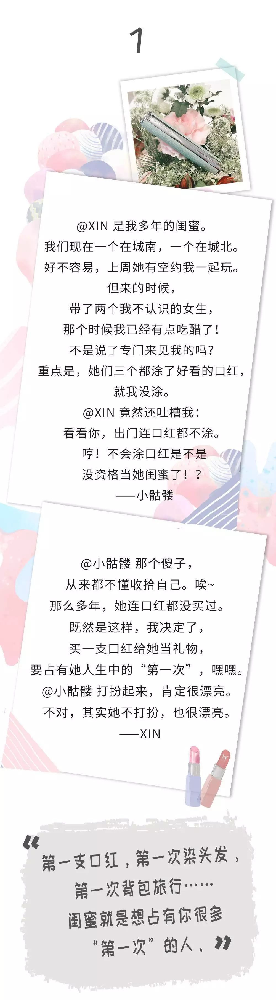 1
GIVENCHY
@XIN 是我多年的闺蜜。
我们现在一个在城南，一个在城北。
好不容易，上周她有空约我一起玩。
但来的时候，
带了两个我不认识的女生，
那个时候我已经有点吃醋了！
不是说了专门来见我的吗？
重点是，她们三个都涂了好看的口红，
就我没涂。
@XIN 竟然还吐槽我：
看看你，出门连口红都不涂。
哼！不会涂口红是不是
没资格当她闺蜜了！？
——小骷髅
@小骷髅 那个傻子，
从来都不懂收拾自己。唉~
那么多年，她连口红都没买过。
既然是这样，我决定了，
买一支口红给她当礼物，
要占有她人生中的“第一次”，嘿嘿。
@小骷髅 打扮起来，肯定很漂亮。
不对，其实她不打扮，也很漂亮。
——XIN
“第一支口红，第一次染头发，
第一次背包旅行……
闺蜜就是想占有你很多
“第一次”的人.”